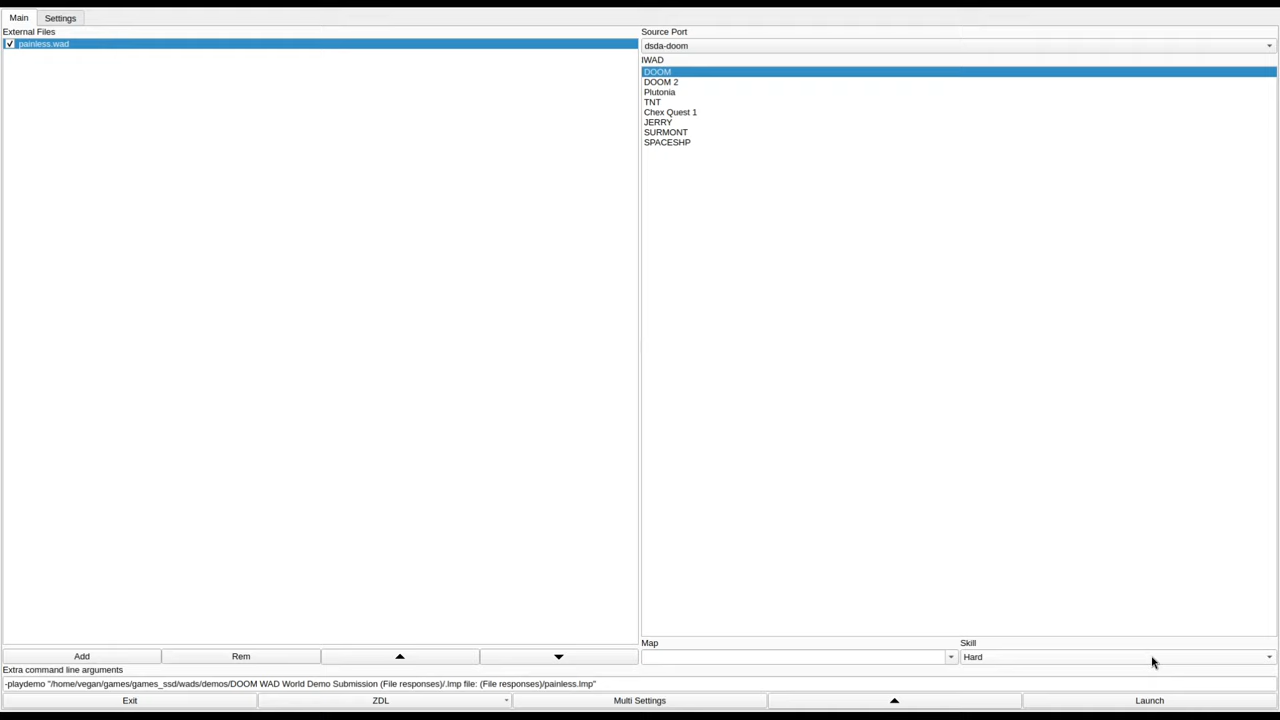 Main Settings
External Files
painless.wad
Source Port
dsda-doom
IWAD
DOOM
DOOM 2
Plutonia
TNT
Chex Quest 1
JERRY
SURMONT
SPACESHP
Map Skill
Hard
Add Rem
Extra command line arguments
-playdemo "/home/vegan/games/games_ssd/wads/demos/DOOM WAD World Demo Submission (File responses)/.lmp file: (File responses)/painless.lmp"
Exit ZDL Multi Settings Launch